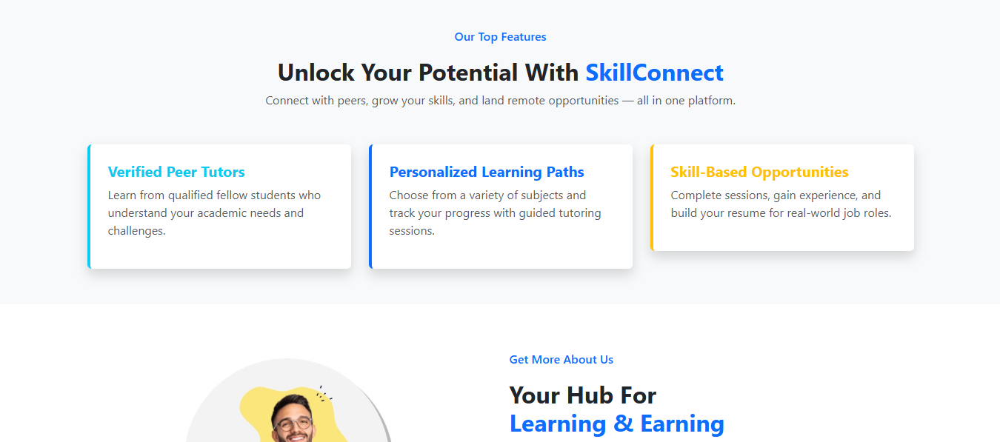 Our Top Features
Unlock Your Potential With SkillConnect
Connect with peers, grow your skills, and land remote opportunities — all in one platform.
Verified Peer Tutors
Learn from qualified fellow students who
understand your academic needs and
challenges.
Personalized Learning Paths
Choose from a variety of subjects and
track your progress with guided tutoring
sessions.
Skill-Based Opportunities
Complete sessions, gain experience, and
build your resume for real-world job roles.
Get More About Us
Your Hub For
Learning & Earning